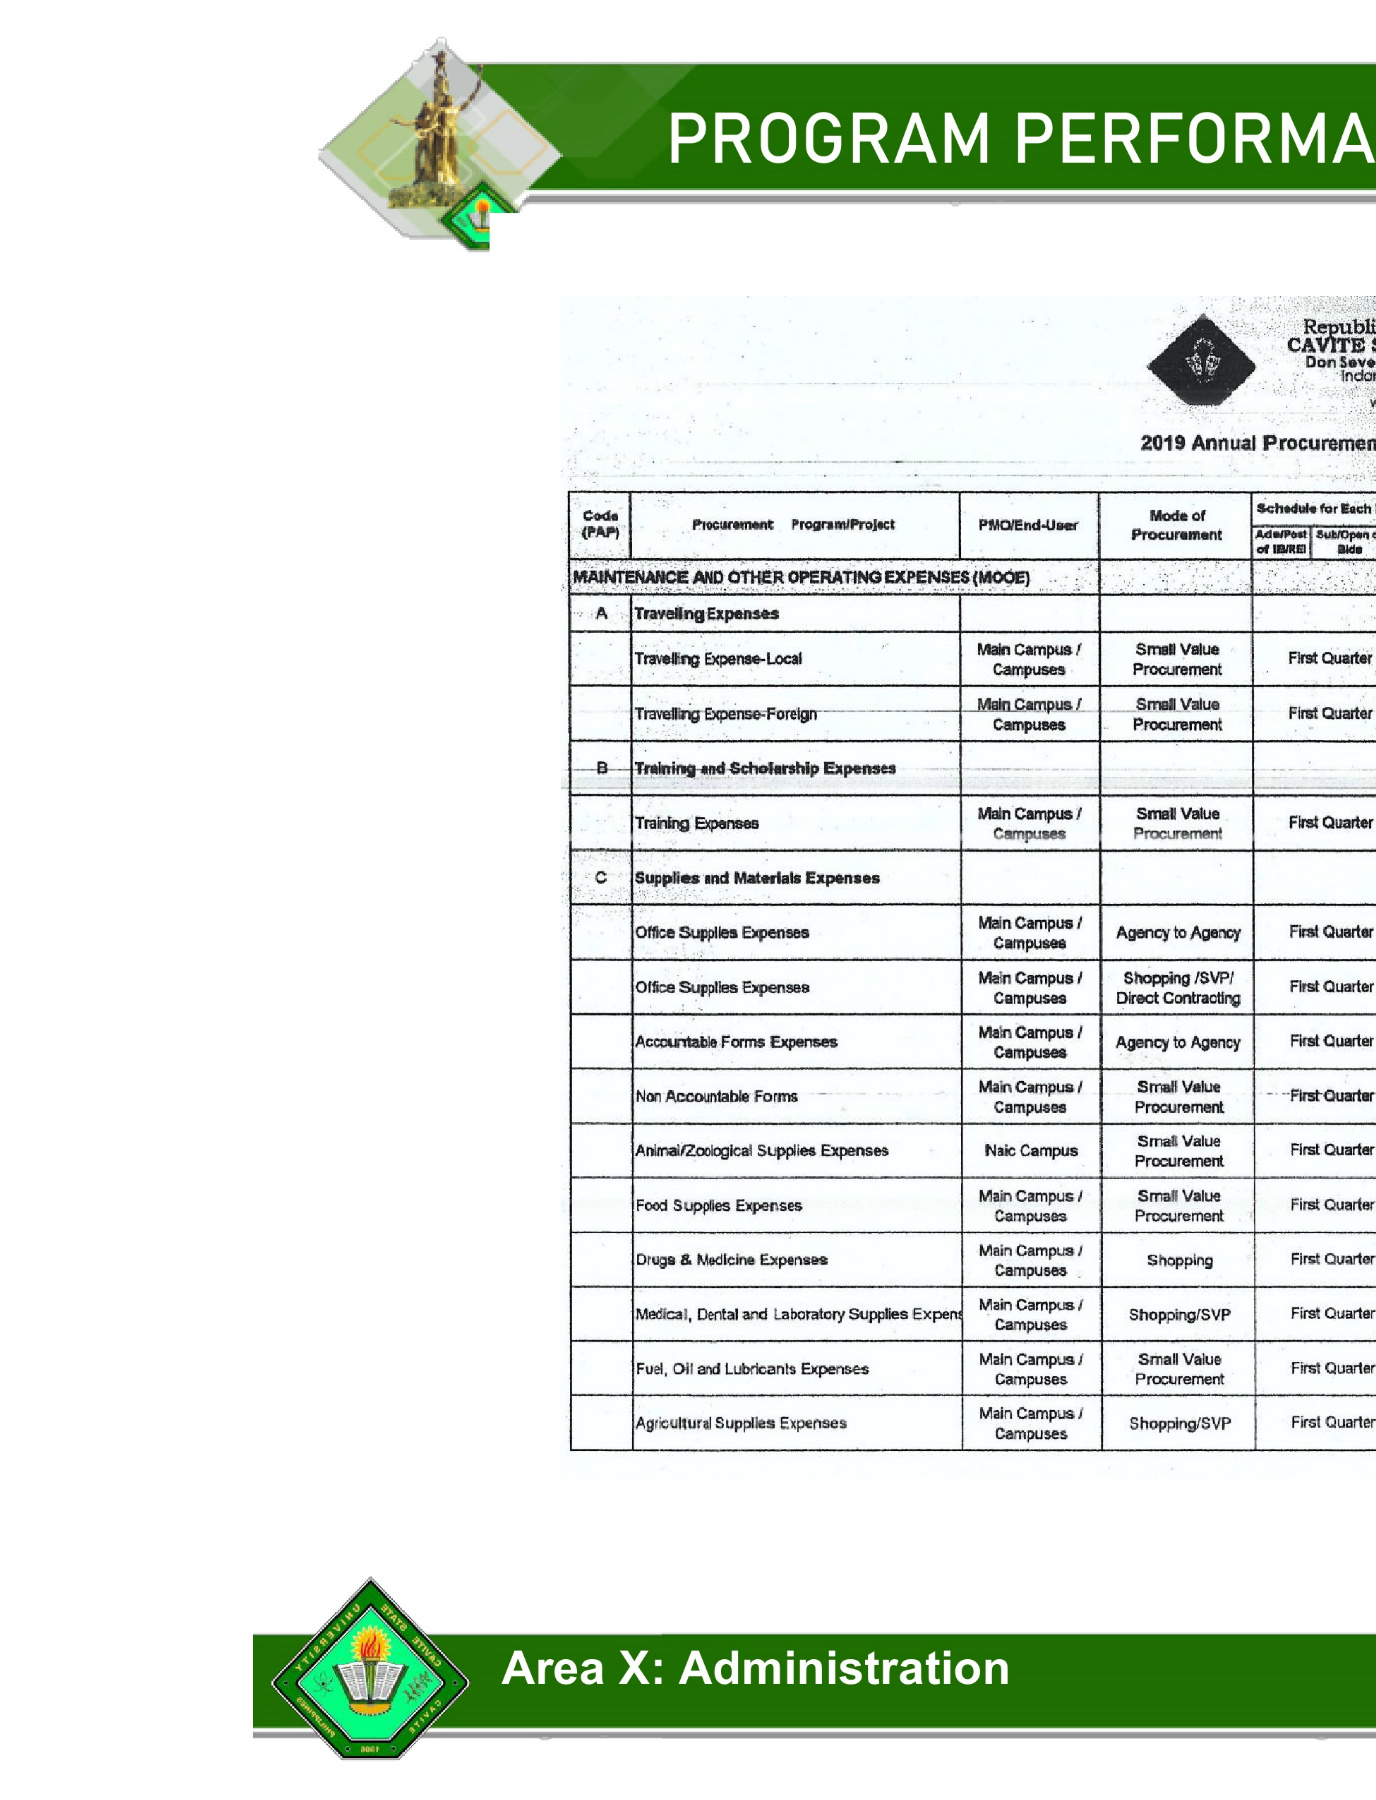 PROGRAM PERFORMA
Republi
CAVITE S
Don Seve
Indo
2019 Annual Procuremen
Code
(PAP)
Procurement Program/Project
PMO/End-User
Mode of
Procurement
Schedule for Each
Ads/Post
of IB/REI
Sub/Open o
Bids
MAINTENANCE AND OTHER OPERATING EXPENSES (MOOE)
A Travelling Expenses
Travelling Expense-Local Main Campus / Campuses Small Value Procurement First Quarter
Travelling Expense-Foreign Main Campus / Campuses Small Value Procurement First Quarter
B Training and Scholarship Expenses
Training Expenses Main Campus / Campuses Small Value Procurement First Quarter
C Supplies and Materials Expenses
Office Supplies Expenses Main Campus / Campuses Agency to Agency First Quarter
Office Supplies Expenses Main Campus / Campuses Shopping /SVP/ Direct Contracting First Quarter
Accountable Forms Expenses Main Campus / Campuses Agency to Agency First Quarter
Non Accountable Forms Main Campus / Campuses Small Value Procurement First Quarter
Animal/Zoological Supplies Expenses Naic Campus Small Value Procurement First Quarter
Food Supplies Expenses Main Campus / Campuses Small Value Procurement First Quarter
Drugs & Medicine Expenses Main Campus / Campuses Shopping First Quarter
Medical, Dental and Laboratory Supplies Expens Main Campus / Campuses Shopping/SVP First Quarter
Fuel, Oil and Lubricants Expenses Main Campus / Campuses Small Value Procurement First Quarter
Agricultural Supplies Expenses Main Campus / Campuses Shopping/SVP First Quarter
CAVITE STATE UNIVERSITY
CAVITE PHILIPPINES
1906
Area X: Administration